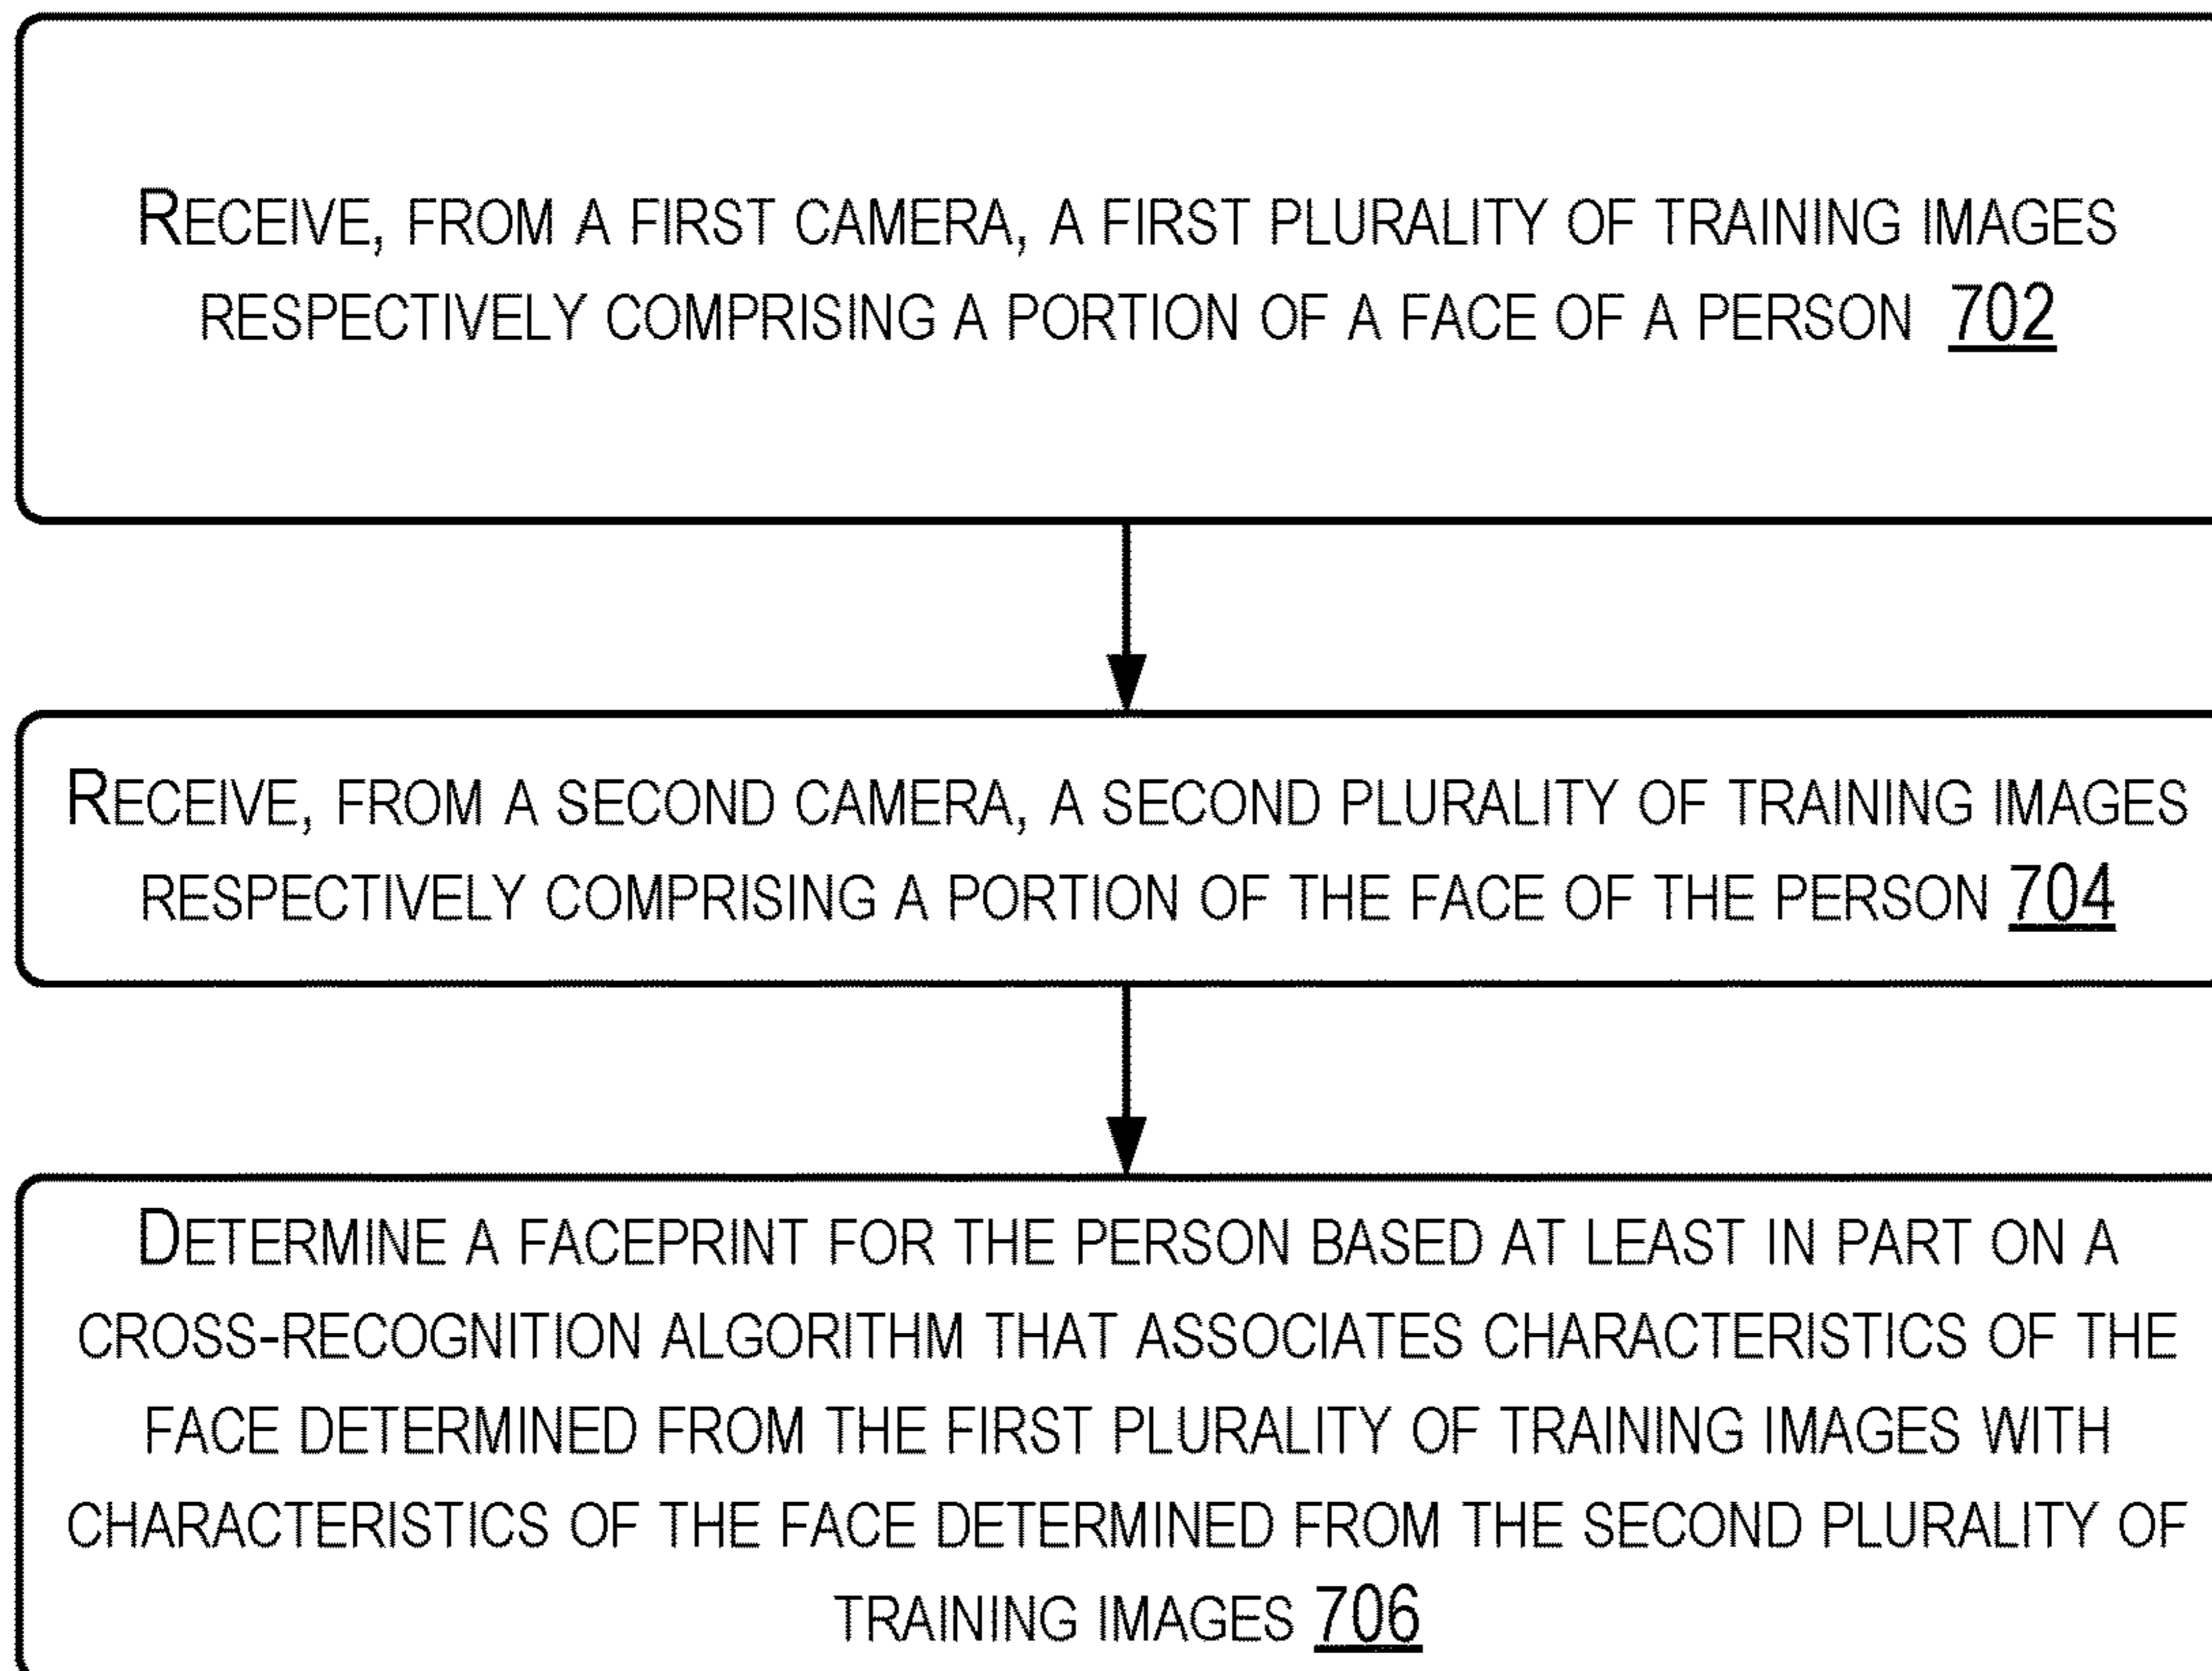 RECEIVE, FROM A FIRST CAMERA, A FIRST PLURALITY OF TRAINING IMAGES
RESPECTIVELY COMPRISING A PORTION OF A FACE OF A PERSON 702
RECEIVE, FROM A SECOND CAMERA, A SECOND PLURALITY OF TRAINING IMAGES
RESPECTIVELY COMPRISING A PORTION OF THE FACE OF THE PERSON 704
DETERMINE A FACEPRINT FOR THE PERSON BASED AT LEAST IN PART ON A
CROSS-RECOGNITION ALGORITHM THAT ASSOCIATES CHARACTERISTICS OF THE
FACE DETERMINED FROM THE FIRST PLURALITY OF TRAINING IMAGES WITH
CHARACTERISTICS OF THE FACE DETERMINED FROM THE SECOND PLURALITY OF
TRAINING IMAGES 706